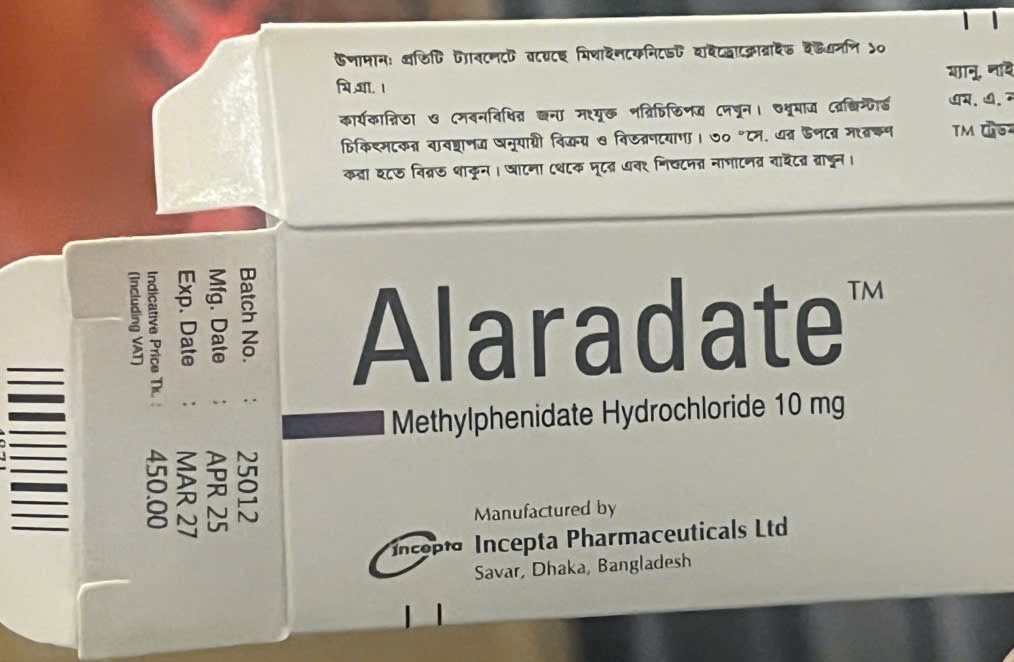 উপাদান: প্রতিটি ট্যাবলেটে রয়েছে মিথাইলফেনিডেট হাইড্রোক্লোরাইড ইউএসপি ১০
মি.গ্রা. ।
কার্যকারিতা ও সেবনবিধির জন্য সংযুক্ত পরিচিতিপত্র দেখুন। শুধুমাত্র রেজিস্টার্ড
চিকিৎসকের ব্যবস্থাপত্র অনুযায়ী বিক্রয় ও বিতরণযোগ্য। ৩০ °সে. এর উপরে সংরক্ষণ
করা হতে বিরত থাকুন। আলো থেকে দূরে এবং শিশুদের নাগালের বাইরে রাখুন।
ম্যানু. লাই
এম. এ. ন
TM ট্রেড
Alaradate™
Methylphenidate Hydrochloride 10 mg
Manufactured by
incepta Incepta Pharmaceuticals Ltd
Savar, Dhaka, Bangladesh
Batch No. : 25012
Mfg. Date : APR 25
Exp. Date : MAR 27
Indicative Price Tk. : 450.00
(Including VAT)